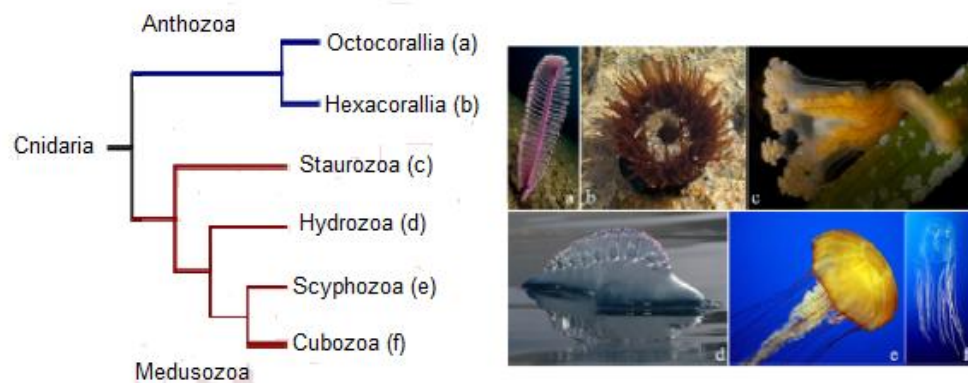 Anthozoa
Octocorallia (a)
Hexacorallia (b)
Cnidaria
Staurozoa (c)
Hydrozoa (d)
Scyphozoa (e)
Cubozoa (f)
Medusozoa
a
b
c
d
e
f